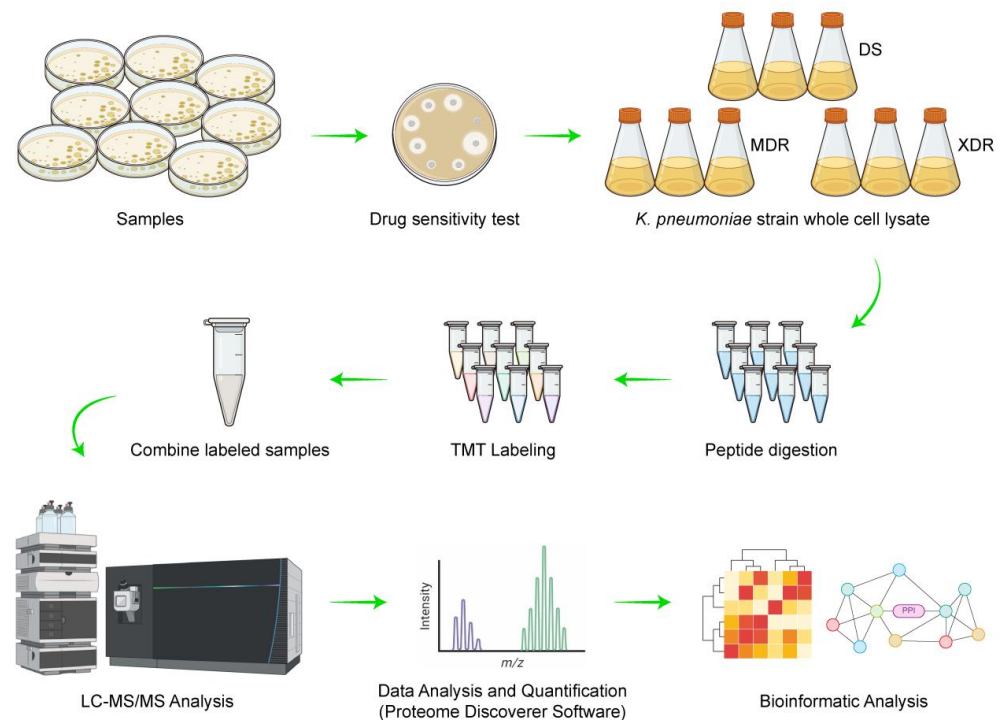 DS
MDR
XDR
Samples
Drug sensitivity test
K. pneumoniae strain whole cell lysate
Combine labeled samples
TMT Labeling
Peptide digestion
Intensity
m/z
PPI
LC-MS/MS Analysis
Data Analysis and Quantification
(Proteome Discoverer Software)
Bioinformatic Analysis